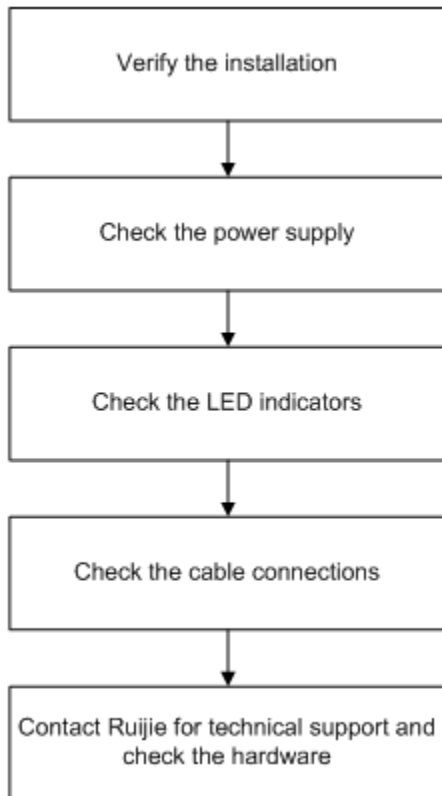 Verify the installation
Check the power supply
Check the LED indicators
Check the cable connections
Contact Ruijie for technical support and
check the hardware